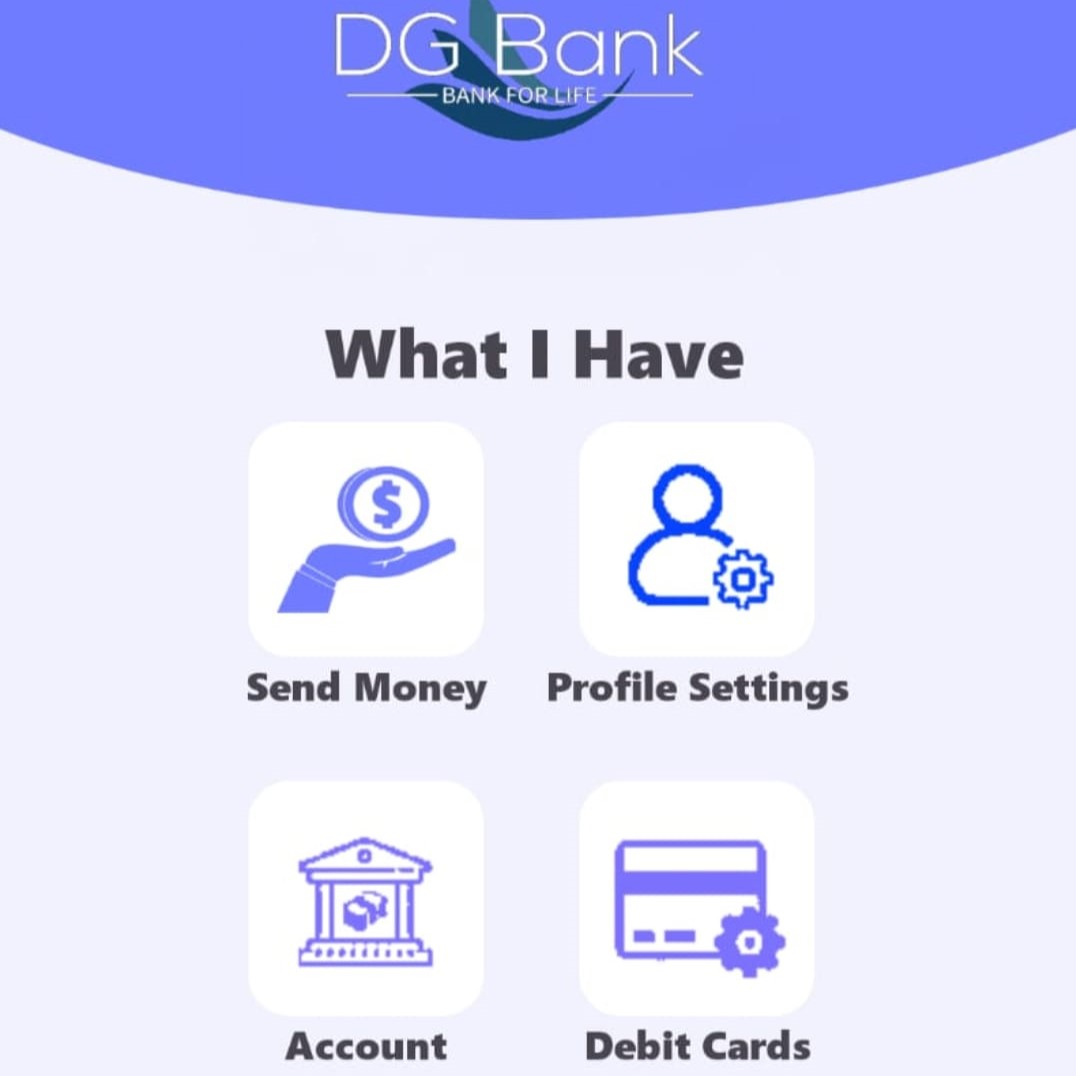 DG Bank
BANK FOR LIFE
What I Have
$
Send Money
Profile Settings
Account
Debit Cards